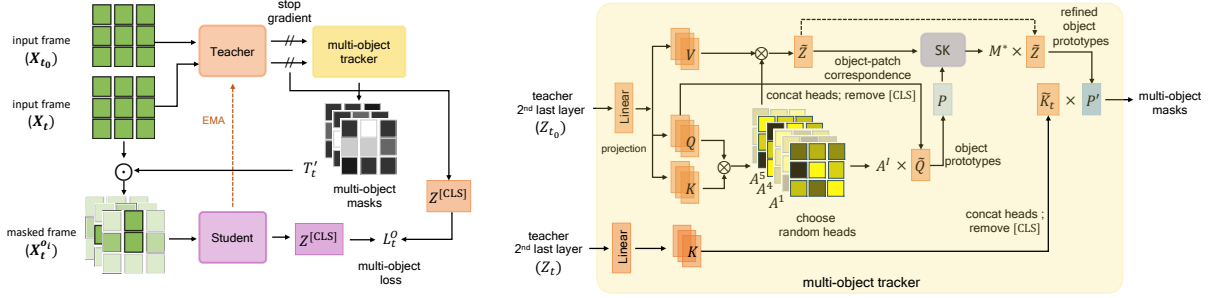 stop
gradient
input frame
(X_{t_0})
Teacher
multi-object
tracker
input frame
(X_t)
EMA
T'_t
multi-object
masks
Z^{[CLS]}
masked frame
(X_t^{o_i})
Student
Z^{[CLS]}
L_t^O
multi-object
loss
refined
object
prototypes
V
Z̃
SK
M* × Z̃
object-patch
correspondence
teacher
2nd last layer
(Z_{t_0})
Linear
projection
concat heads; remove [CLS]
P
K̃_t × P'
multi-object
masks
Q
K
A^5
A^4
A^1
A^I × Q̃
object
prototypes
choose
random heads
concat heads ;
remove [CLS]
teacher
2nd last layer
(Z_t)
Linear
K
multi-object tracker